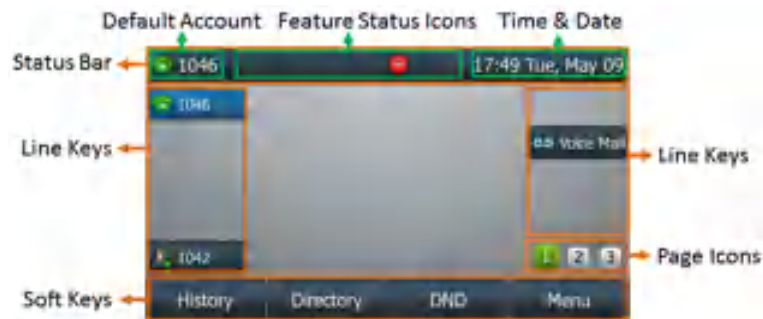 Default Account Feature Status Icons Time & Date
Status Bar 1046 17:49 Tue, May 09
1046
Line Keys Voice Mail Line Keys
1042 1 2 3 Page Icons
Soft Keys History Directory DND Menu